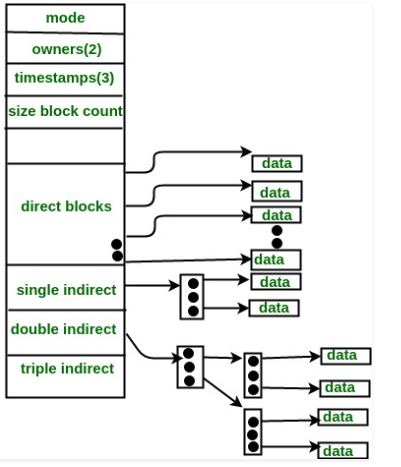 mode
owners(2)
timestamps(3)
size block count
data
direct blocks
data
data
data
single indirect
data
data
double indirect
data
triple indirect
data
data
data